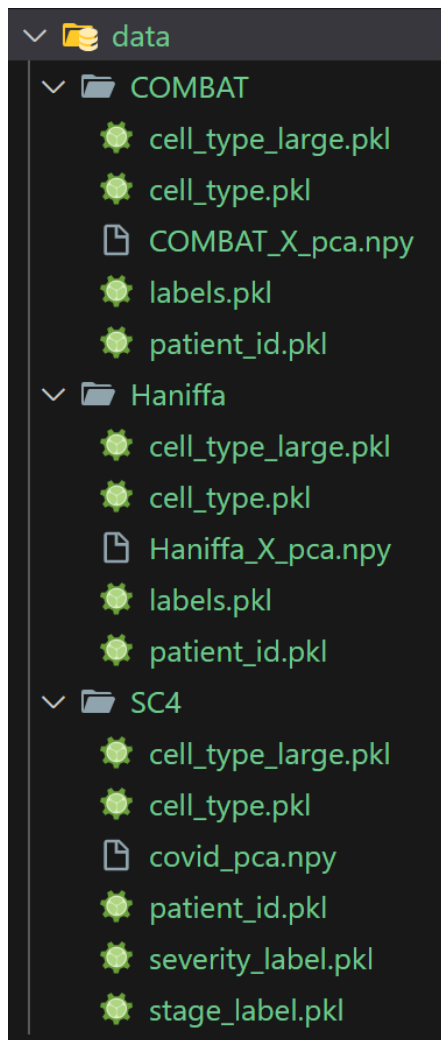 data
COMBAT
cell_type_large.pkl
cell_type.pkl
COMBAT_X_pca.npy
labels.pkl
patient_id.pkl
Haniffa
cell_type_large.pkl
cell_type.pkl
Haniffa_X_pca.npy
labels.pkl
patient_id.pkl
SC4
cell_type_large.pkl
cell_type.pkl
covid_pca.npy
patient_id.pkl
severity_label.pkl
stage_label.pkl